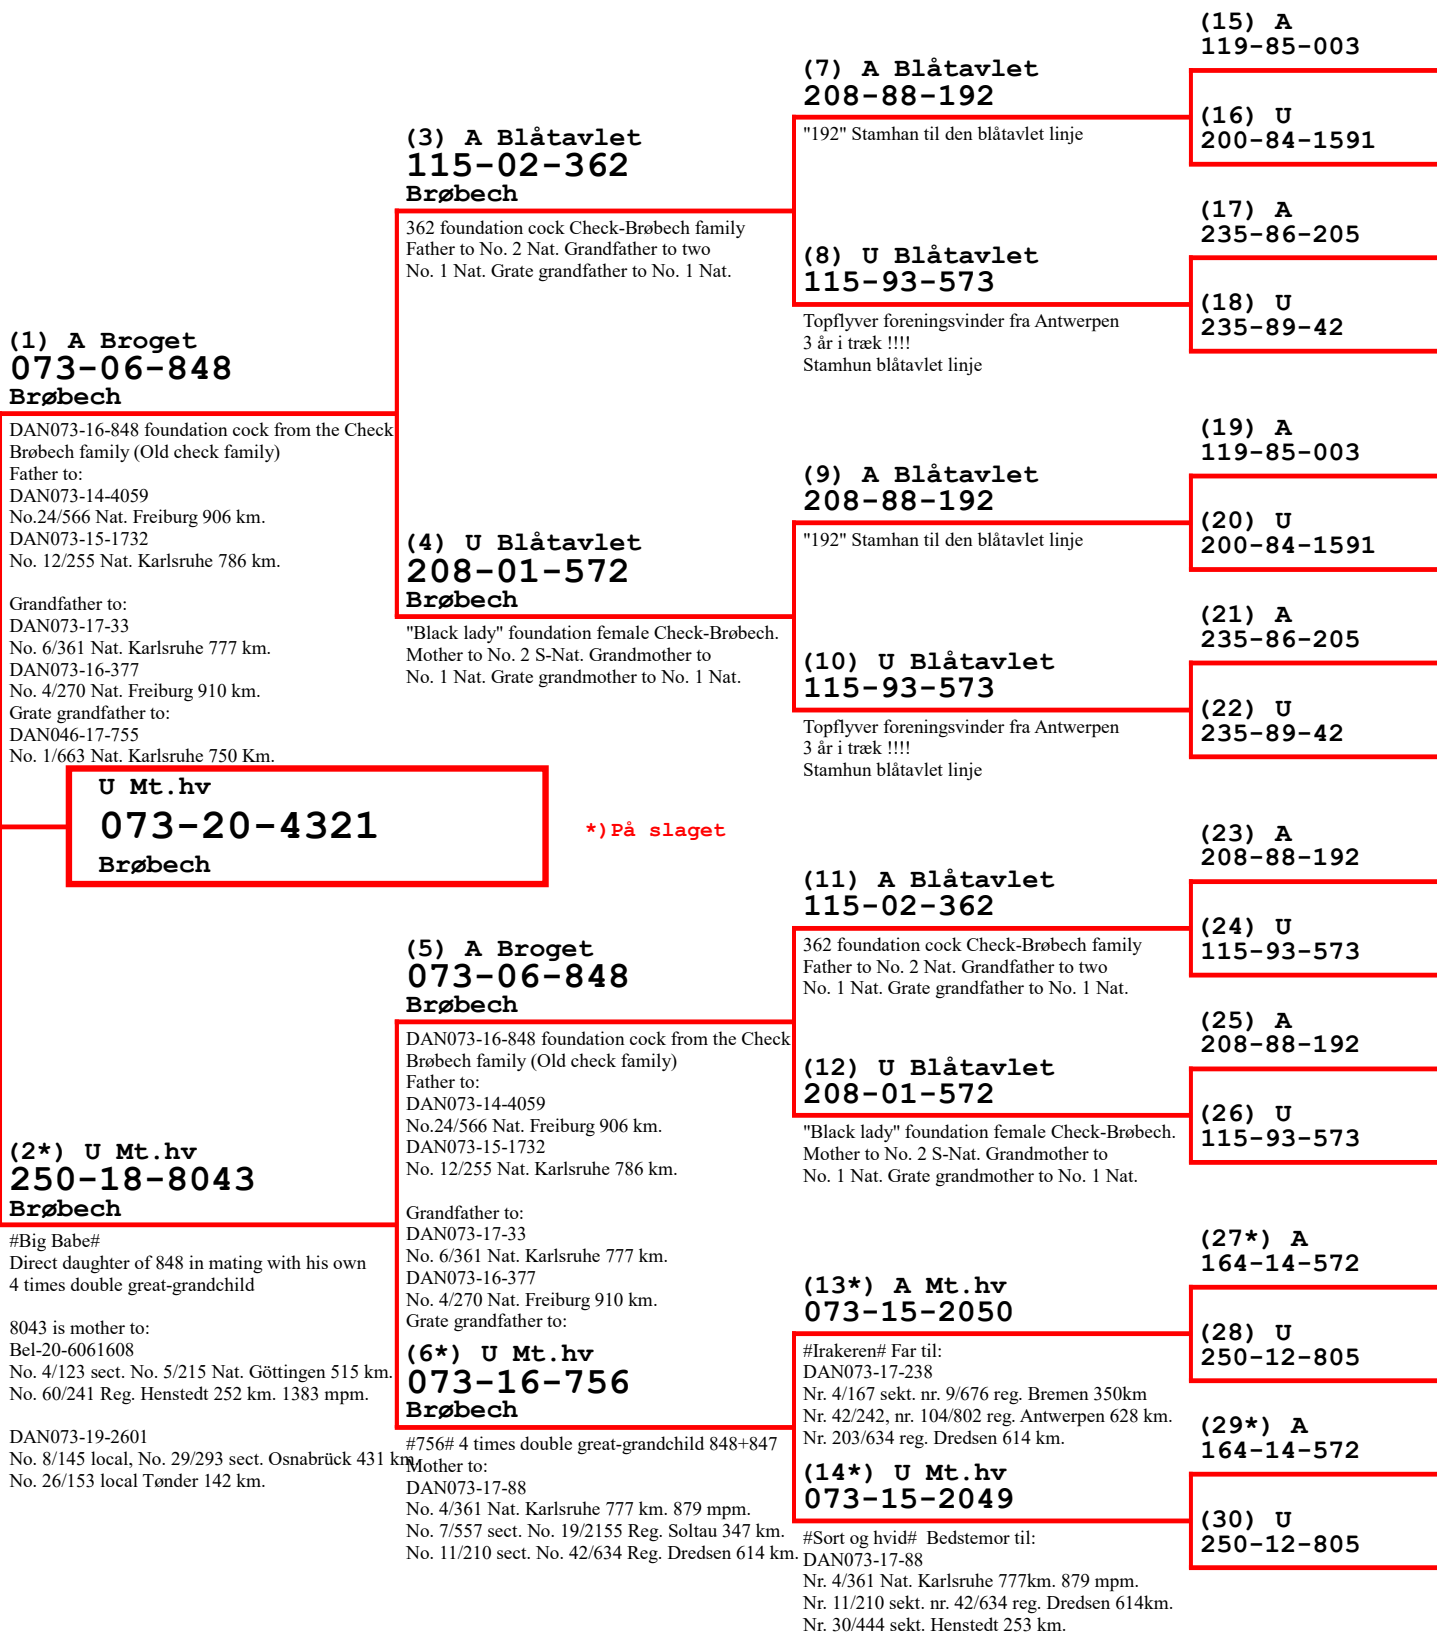 (1) A Broget
073-06-848
Brøbech
DAN073-16-848 foundation cock from the Check
Brøbech family (Old check family)
Father to:
DAN073-14-4059
No.24/566 Nat. Freiburg 906 km.
DAN073-15-1732
No. 12/255 Nat. Karlsruhe 786 km.
Grandfather to:
DAN073-17-33
No. 6/361 Nat. Karlsruhe 777 km.
DAN073-16-377
No. 4/270 Nat. Freiburg 910 km.
Grate grandfather to:
DAN046-17-755
No. 1/663 Nat. Karlsruhe 750 Km.
U Mt.hv
073-20-4321
Brøbech
*)På slaget
(2*) U Mt.hv
250-18-8043
Brøbech
#Big Babe#
Direct daughter of 848 in mating with his own
4 times double great-grandchild
8043 is mother to:
Bel-20-6061608
No. 4/123 sect. No. 5/215 Nat. Göttingen 515 km.
No. 60/241 Reg. Henstedt 252 km. 1383 mpm.
DAN073-19-2601
No. 8/145 local, No. 29/293 sect. Osnabrück 431 km.
No. 26/153 local Tønder 142 km.
(3) A Blåtavlet
115-02-362
Brøbech
362 foundation cock Check-Brøbech family
Father to No. 2 Nat. Grandfather to two
No. 1 Nat. Grate grandfather to No. 1 Nat.
(4) U Blåtavlet
208-01-572
Brøbech
"Black lady" foundation female Check-Brøbech.
Mother to No. 2 S-Nat. Grandmother to
No. 1 Nat. Grate grandmother to No. 1 Nat.
(5) A Broget
073-06-848
Brøbech
DAN073-16-848 foundation cock from the Check
Brøbech family (Old check family)
Father to:
DAN073-14-4059
No.24/566 Nat. Freiburg 906 km.
DAN073-15-1732
No. 12/255 Nat. Karlsruhe 786 km.
Grandfather to:
DAN073-17-33
No. 6/361 Nat. Karlsruhe 777 km.
DAN073-16-377
No. 4/270 Nat. Freiburg 910 km.
Grate grandfather to:
(6*) U Mt.hv
073-16-756
Brøbech
#756# 4 times double great-grandchild 848+847
Mother to:
DAN073-17-88
No. 4/361 Nat. Karlsruhe 777 km. 879 mpm.
No. 7/557 sect. No. 19/2155 Reg. Soltau 347 km.
No. 11/210 sect. No. 42/634 Reg. Dredsen 614 km.
(7) A Blåtavlet
208-88-192
"192" Stamhan til den blåtavlet linje
(8) U Blåtavlet
115-93-573
Topflyver foreningsvinder fra Antwerpen
3 år i træk !!!!
Stamhun blåtavlet linje
(9) A Blåtavlet
208-88-192
"192" Stamhan til den blåtavlet linje
(10) U Blåtavlet
115-93-573
Topflyver foreningsvinder fra Antwerpen
3 år i træk !!!!
Stamhun blåtavlet linje
(11) A Blåtavlet
115-02-362
362 foundation cock Check-Brøbech family
Father to No. 2 Nat. Grandfather to two
No. 1 Nat. Grate grandfather to No. 1 Nat.
(12) U Blåtavlet
208-01-572
"Black lady" foundation female Check-Brøbech.
Mother to No. 2 S-Nat. Grandmother to
No. 1 Nat. Grate grandmother to No. 1 Nat.
(13*) A Mt.hv
073-15-2050
#Irakeren# Far til:
DAN073-17-238
Nr. 4/167 sekt. nr. 9/676 reg. Bremen 350km
Nr. 42/242, nr. 104/802 reg. Antwerpen 628 km.
Nr. 203/634 reg. Dredsen 614 km.
(14*) U Mt.hv
073-15-2049
#Sort og hvid#  Bedstemor til:
DAN073-17-88
Nr. 4/361 Nat. Karlsruhe 777km. 879 mpm.
Nr. 11/210 sekt. nr. 42/634 reg. Dredsen 614km.
Nr. 30/444 sekt. Henstedt 253 km.
(15) A
119-85-003
(16) U
200-84-1591
(17) A
235-86-205
(18) U
235-89-42
(19) A
119-85-003
(20) U
200-84-1591
(21) A
235-86-205
(22) U
235-89-42
(23) A
208-88-192
(24) U
115-93-573
(25) A
208-88-192
(26) U
115-93-573
(27*) A
164-14-572
(28) U
250-12-805
(29*) A
164-14-572
(30) U
250-12-805